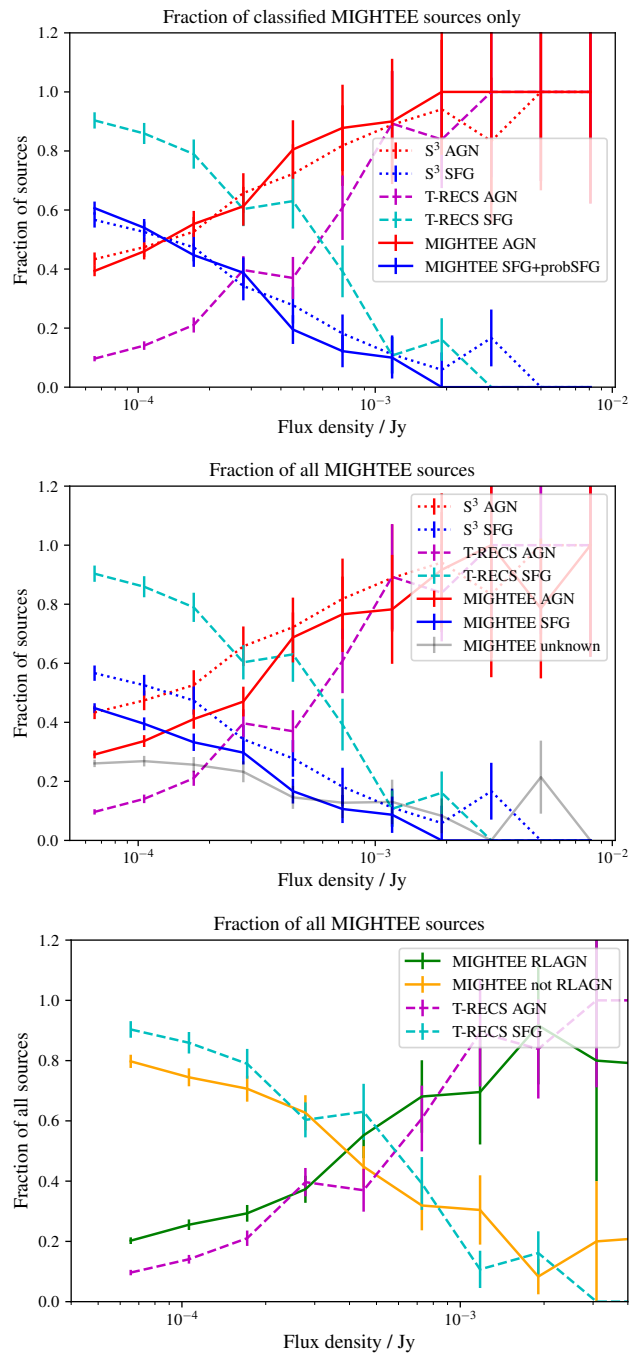 Fraction of classified MIGHTEE sources only
1.2
1.0
0.8
0.6
0.4
0.2
0.0
Fraction of sources
S³ AGN
S³ SFG
T-RECS AGN
T-RECS SFG
MIGHTEE AGN
MIGHTEE SFG+probSFG
10⁻⁴
10⁻³
10⁻²
Flux density / Jy
Fraction of all MIGHTEE sources
1.2
1.0
0.8
0.6
0.4
0.2
0.0
Fraction of sources
S³ AGN
S³ SFG
T-RECS AGN
T-RECS SFG
MIGHTEE AGN
MIGHTEE SFG
MIGHTEE unknown
10⁻⁴
10⁻³
10⁻²
Flux density / Jy
Fraction of all MIGHTEE sources
1.2
1.0
0.8
0.6
0.4
0.2
0.0
Fraction of all sources
MIGHTEE RLAGN
MIGHTEE not RLAGN
T-RECS AGN
T-RECS SFG
10⁻⁴
10⁻³
Flux density / Jy